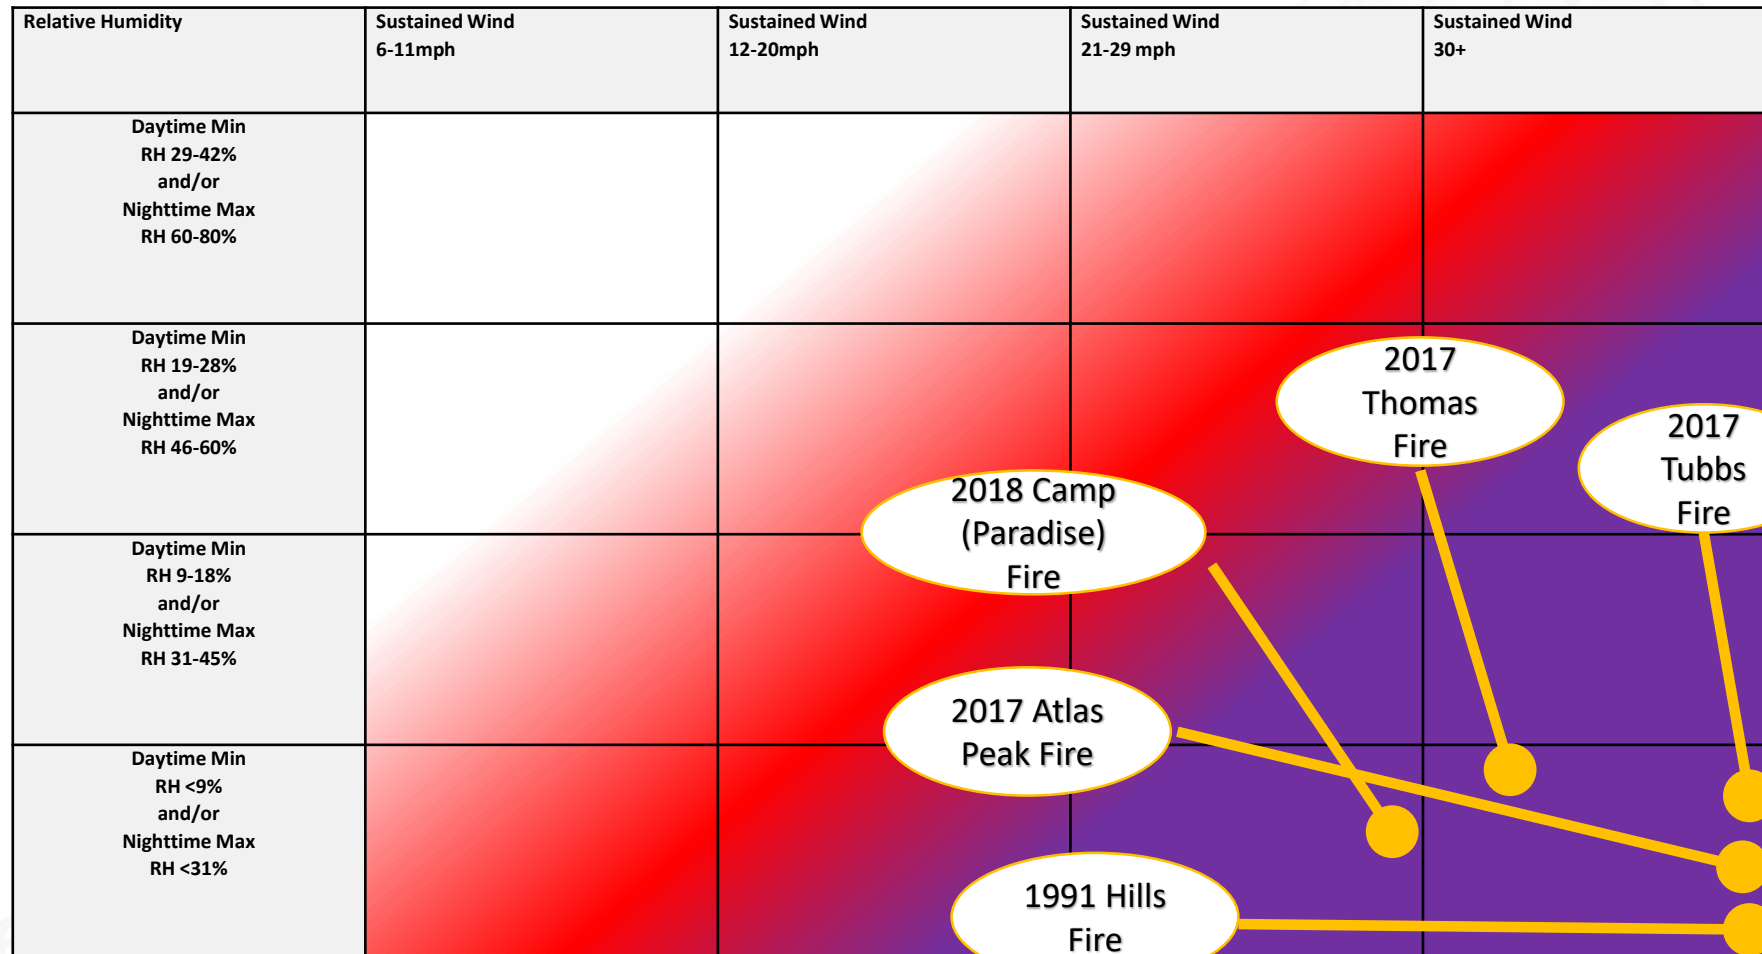 Relative Humidity
Sustained Wind
6-11mph
Sustained Wind
12-20mph
Sustained Wind
21-29 mph
Sustained Wind
30+
Daytime Min
RH 29-42%
and/or
Nighttime Max
RH 60-80%
Daytime Min
RH 19-28%
and/or
Nighttime Max
RH 46-60%
2017
Thomas
Fire
2017
Tubbs
Fire
2018 Camp
(Paradise)
Fire
Daytime Min
RH 9-18%
and/or
Nighttime Max
RH 31-45%
2017 Atlas
Peak Fire
Daytime Min
RH <9%
and/or
Nighttime Max
RH <31%
1991 Hills
Fire